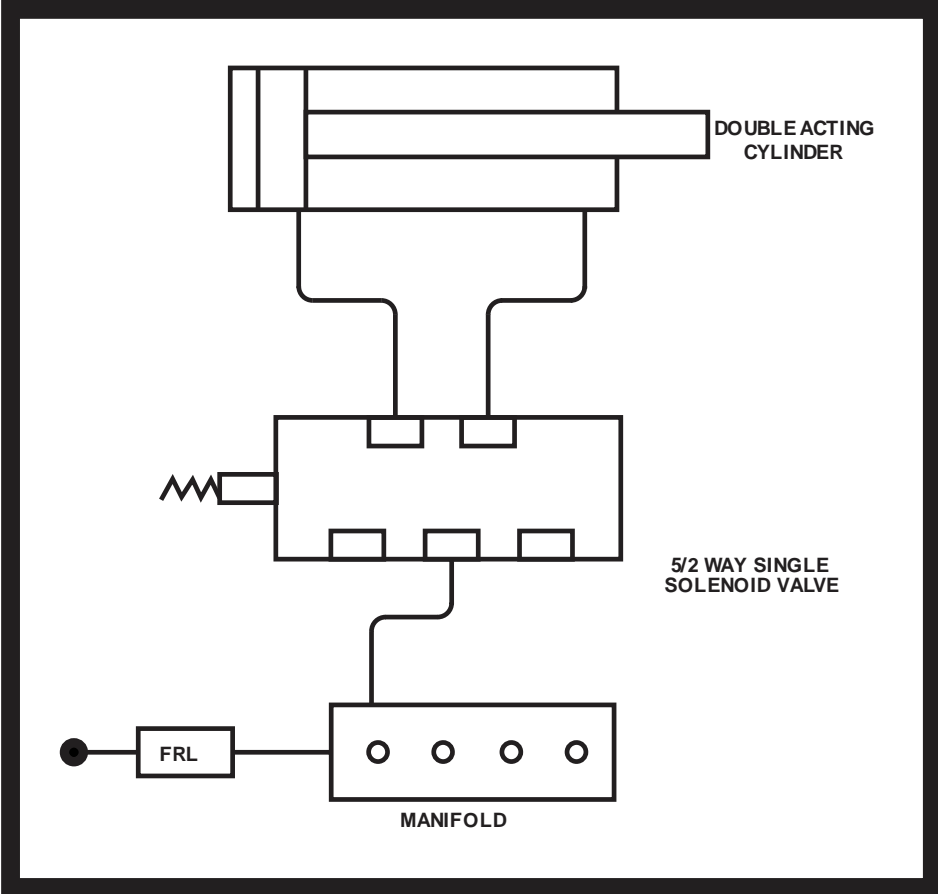 DOUBLE ACTING
CYLINDER
5/2 WAY SINGLE
SOLENOID VALVE
FRL
MANIFOLD